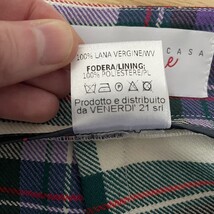 CASA
100% LANA VERGINE/WV
FODERA/LINING:
100% POLIESTERE/PL
Prodotto e distribuito
da VENERDI' 21 srl